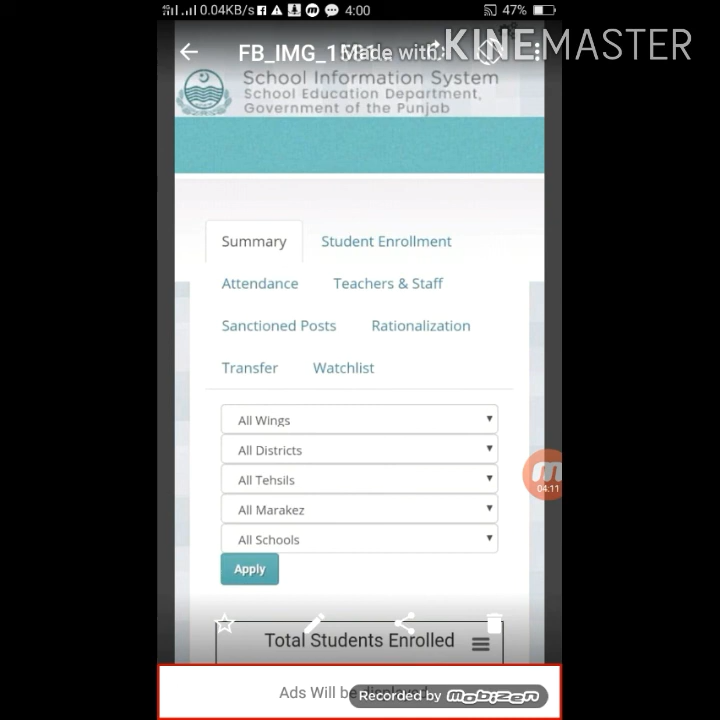 0.04KB/s 4:00 47%
FB_IMG_1581.. Made with KINEMASTER
School Information System
School Education Department,
Government of the Punjab
Summary Student Enrollment
Attendance Teachers & Staff
Sanctioned Posts Rationalization
Transfer Watchlist
All Wings
All Districts
All Tehsils
All Marakez
All Schools
Apply
04:11
Total Students Enrolled
Ads Will be
Recorded by mobizen